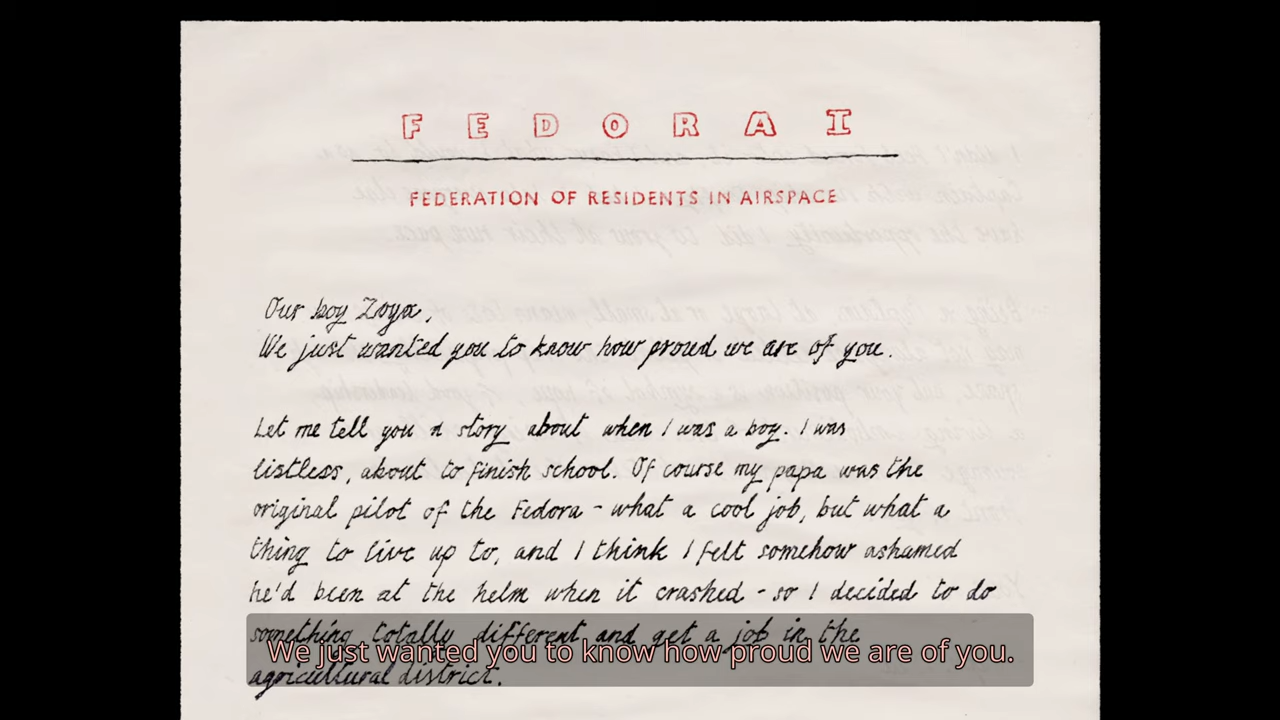 FEDORAI
FEDERATION OF RESIDENTS IN AIRSPACE
Our boy Zoya,
We just wanted you to know how proud we are of you.
Let me tell you a story about when I was a boy. I was
listless, about to finish school. Of course my papa was the
original pilot of the Fedora - what a cool job, but what a
thing to live up to, and I think I felt somehow ashamed
he'd been at the helm when it crashed - so I decided to do
something totally different and get a job in the
We just wanted you to know how proud we are of you.
agricultural district.